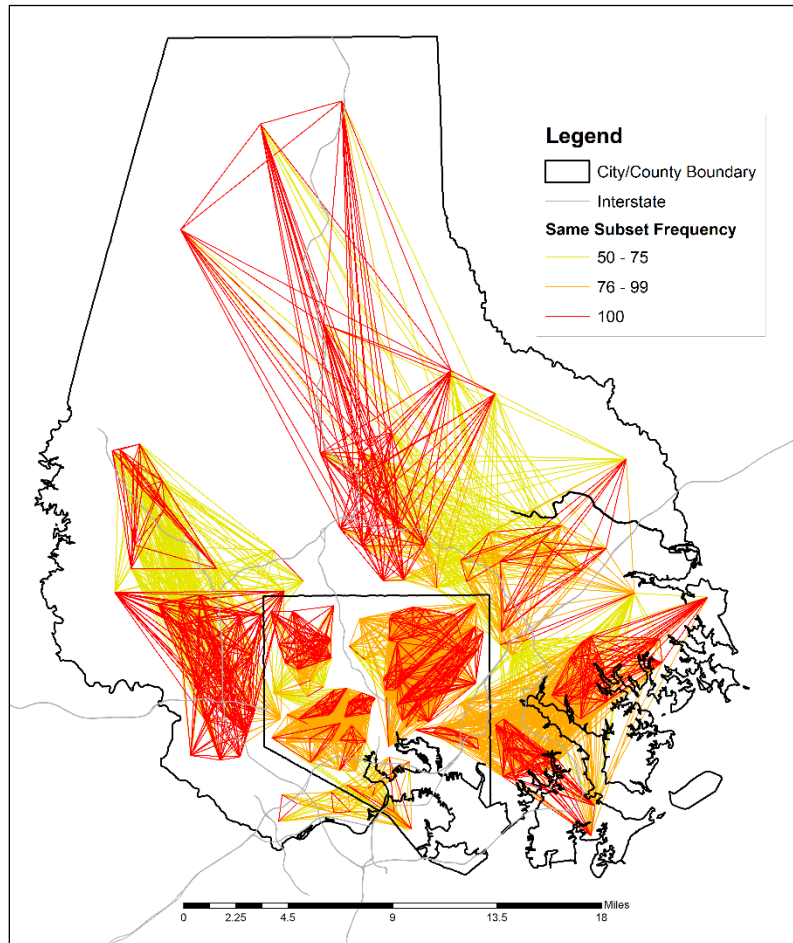 Legend
City/County Boundary
Interstate
Same Subset Frequency
50 - 75
76 - 99
100
Miles
0 2.25 4.5 9 13.5 18